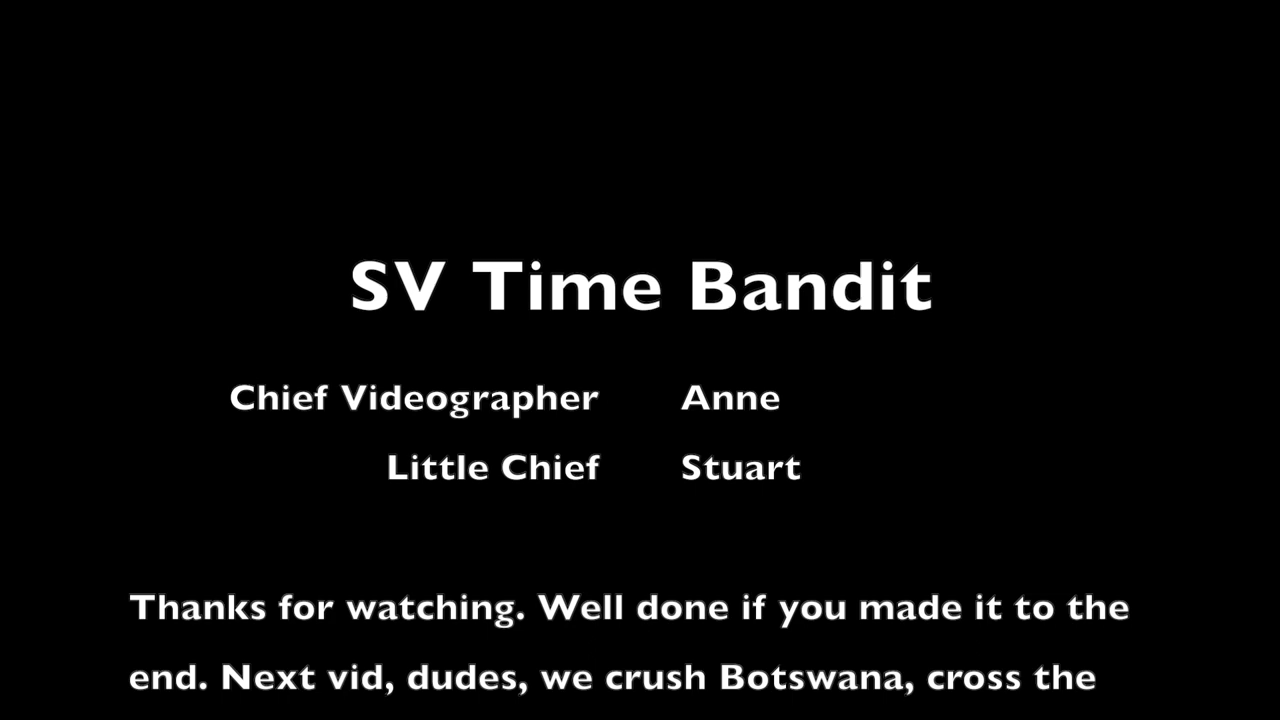 SV Time Bandit
Chief Videographer Anne
Little Chief Stuart
Thanks for watching. Well done if you made it to the
end. Next vid, dudes, we crush Botswana, cross the